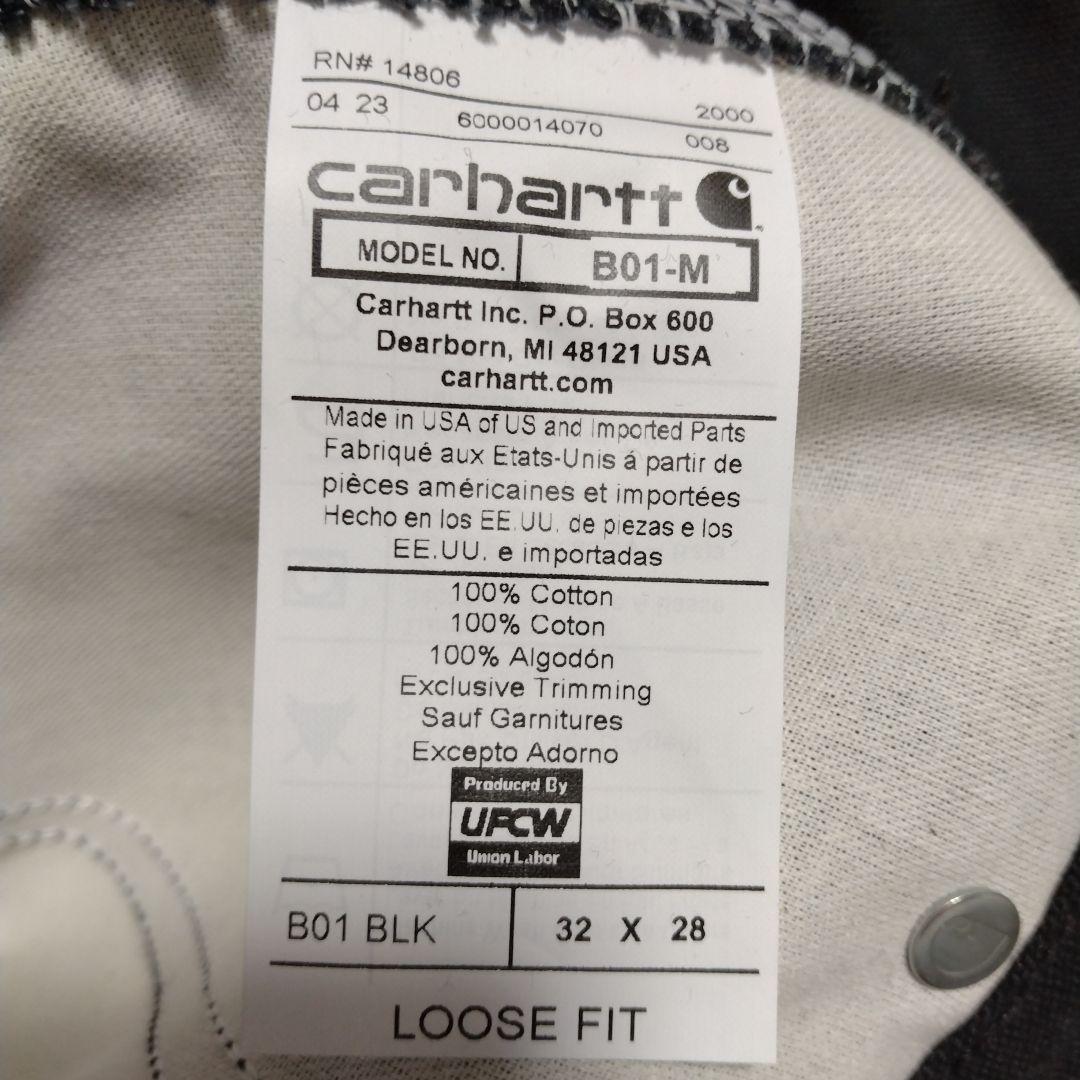 RN# 14806
04 23 6000014070 2000
008
carhartt
MODEL NO. B01-M
Carhartt Inc. P.O. Box 600
Dearborn, MI 48121 USA
carhartt.com
Made in USA of US and Imported Parts
Fabriqué aux Etats-Unis á partir de
pièces américaines et importées
Hecho en los EE.UU. de piezas e los
EE.UU. e importadas
100% Cotton
100% Coton
100% Algodón
Exclusive Trimming
Sauf Garnitures
Excepto Adorno
Produced By
UFCW
Union Labor
B01 BLK 32 X 28
LOOSE FIT